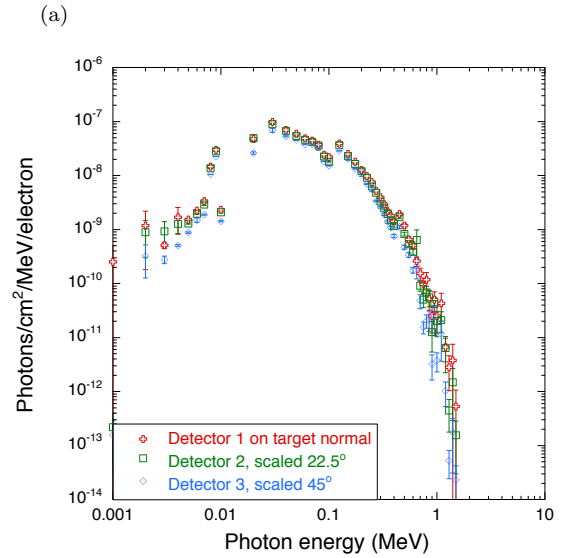 (a)
10⁻⁶
10⁻⁷
10⁻⁸
10⁻⁹
10⁻¹⁰
10⁻¹¹
10⁻¹²
10⁻¹³
10⁻¹⁴
Photons/cm²/MeV/electron
Detector 1 on target normal
Detector 2, scaled 22.5°
Detector 3, scaled 45°
0.001 0.01 0.1 1 10
Photon energy (MeV)